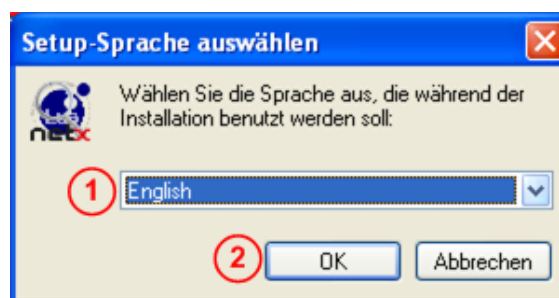 Setup-Sprache auswählen
Wählen Sie die Sprache aus, die während der
Installation benutzt werden soll:
netx
1
English
2
OK
Abbrechen